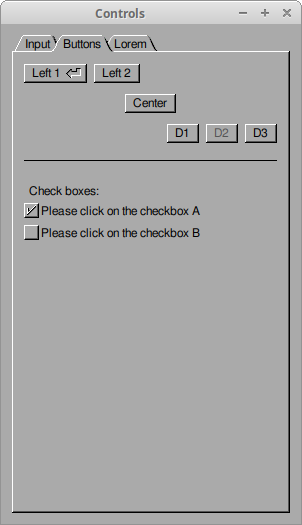 Controls
Input Buttons Lorem
Left 1 Left 2
Center
D1 D2 D3
Check boxes:
Please click on the checkbox A
Please click on the checkbox B